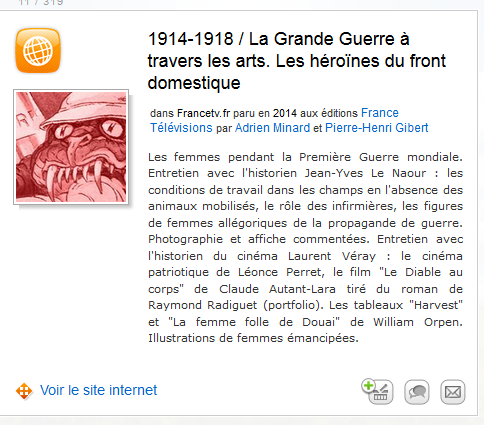 11 / 319
1914-1918 / La Grande Guerre à
travers les arts. Les héroïnes du front
domestique
dans Francetv.fr paru en 2014 aux éditions France
Télévisions par Adrien Minard et Pierre-Henri Gibert
Les femmes pendant la Première Guerre mondiale.
Entretien avec l'historien Jean-Yves Le Naour : les
conditions de travail dans les champs en l'absence des
animaux mobilisés, le rôle des infirmières, les figures
de femmes allégoriques de la propagande de guerre.
Photographie et affiche commentées. Entretien avec
l'historien du cinéma Laurent Véray : le cinéma
patriotique de Léonce Perret, le film "Le Diable au
corps" de Claude Autant-Lara tiré du roman de
Raymond Radiguet (portfolio). Les tableaux "Harvest"
et "La femme folle de Douai" de William Orpen.
Illustrations de femmes émancipées.
Voir le site internet